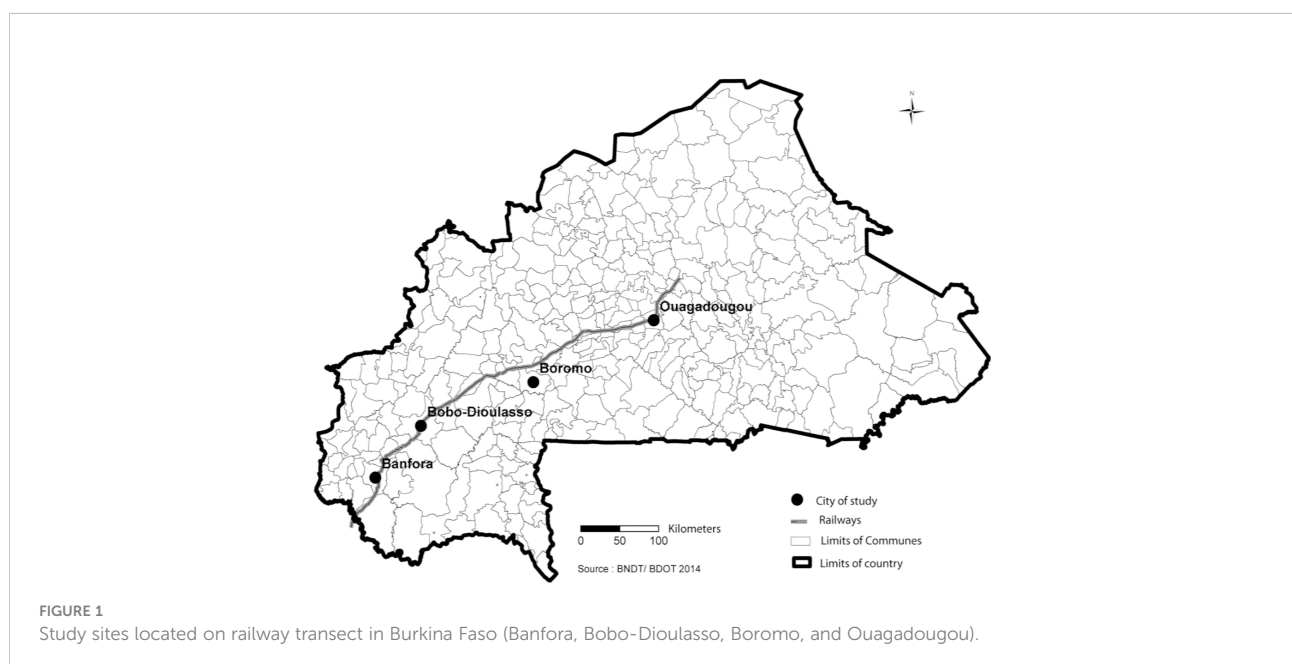 N
Ouagadougou
Boromo
Bobo-Dioulasso
Banfora
City of study
Railways
Limits of Communes
Limits of country
Kilometers
0 50 100
Source : BNDT/ BDOT 2014
FIGURE 1
Study sites located on railway transect in Burkina Faso (Banfora, Bobo-Dioulasso, Boromo, and Ouagadougou).